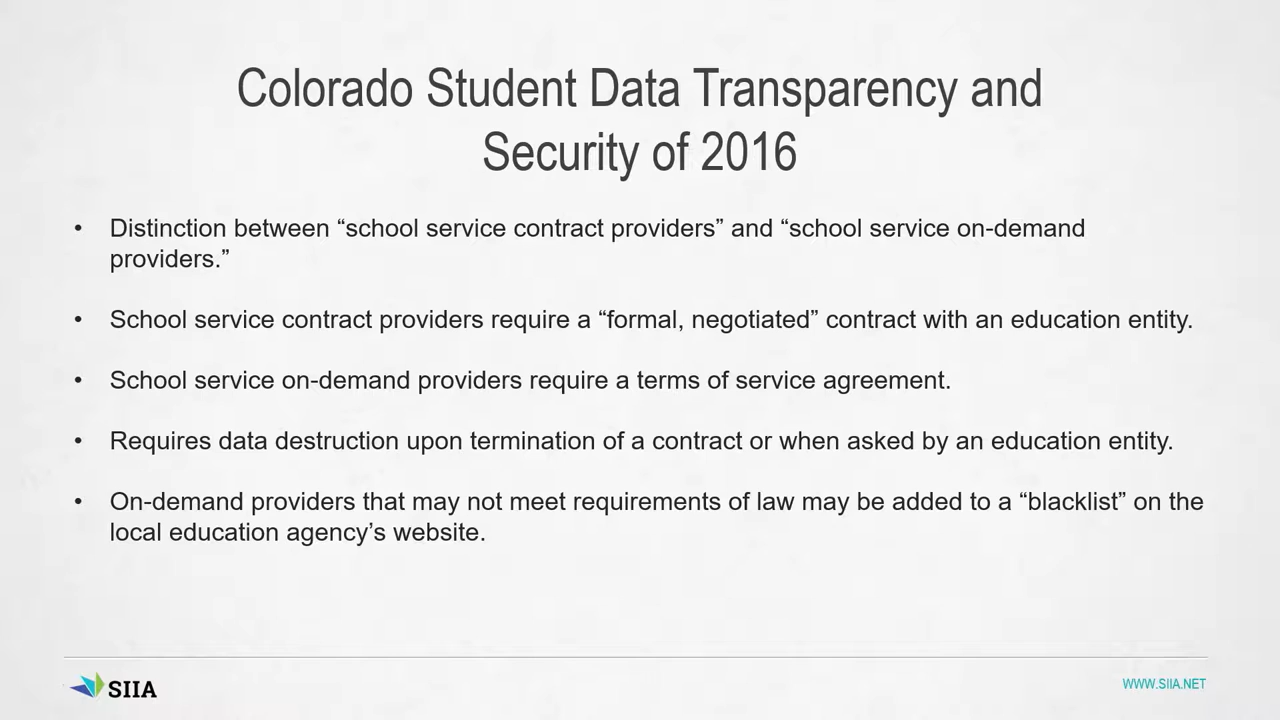 Colorado Student Data Transparency and
Security of 2016
• Distinction between “school service contract providers” and “school service on-demand
providers.”
• School service contract providers require a “formal, negotiated” contract with an education entity.
• School service on-demand providers require a terms of service agreement.
• Requires data destruction upon termination of a contract or when asked by an education entity.
• On-demand providers that may not meet requirements of law may be added to a “blacklist” on the
local education agency’s website.
SIIA
WWW.SIIA.NET